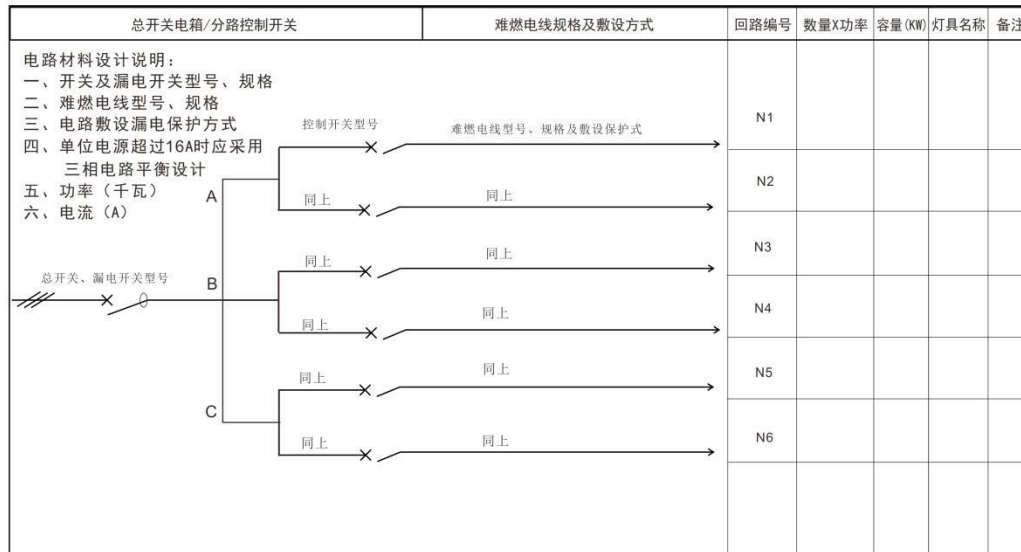 总开关电箱/分路控制开关
难燃电线规格及敷设方式
回路编号
数量X功率
容量(KW)
灯具名称
备注
电路材料设计说明：
一、开关及漏电开关型号、规格
二、难燃电线型号、规格
三、电路敷设漏电保护方式
四、单位电源超过16A时应采用
三相电路平衡设计
五、功率（千瓦）
六、电流（A）
控制开关型号
难燃电线型号、规格及敷设保护式
N1
A
同上
同上
N2
同上
同上
N3
总开关、漏电开关型号
B
同上
同上
N4
同上
同上
N5
C
同上
同上
N6